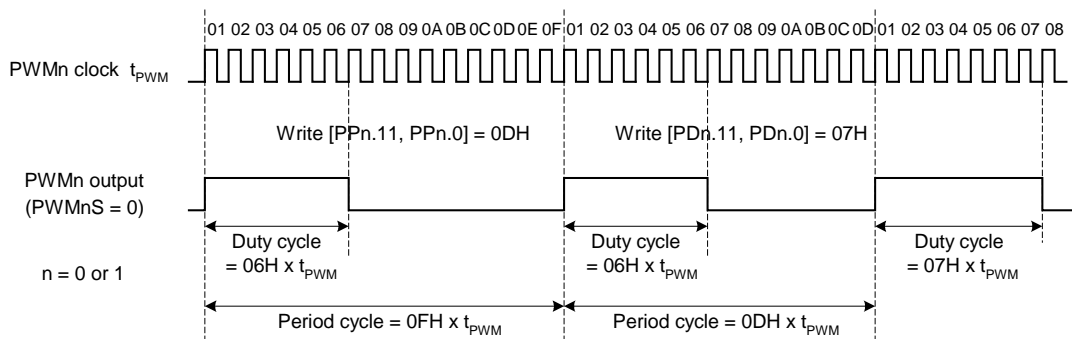 01 02 03 04 05 06 07 08 09 0A 0B 0C 0D 0E 0F 01 02 03 04 05 06 07 08 09 0A 0B 0C 0D 01 02 03 04 05 06 07 08
PWMn clock tPWM
Write [PPn.11, PPn.0] = 0DH
Write [PDn.11, PDn.0] = 07H
PWMn output
(PWMnS = 0)
Duty cycle
= 06H x tPWM
Duty cycle
= 06H x tPWM
Duty cycle
= 07H x tPWM
n = 0 or 1
Period cycle = 0FH x tPWM
Period cycle = 0DH x tPWM